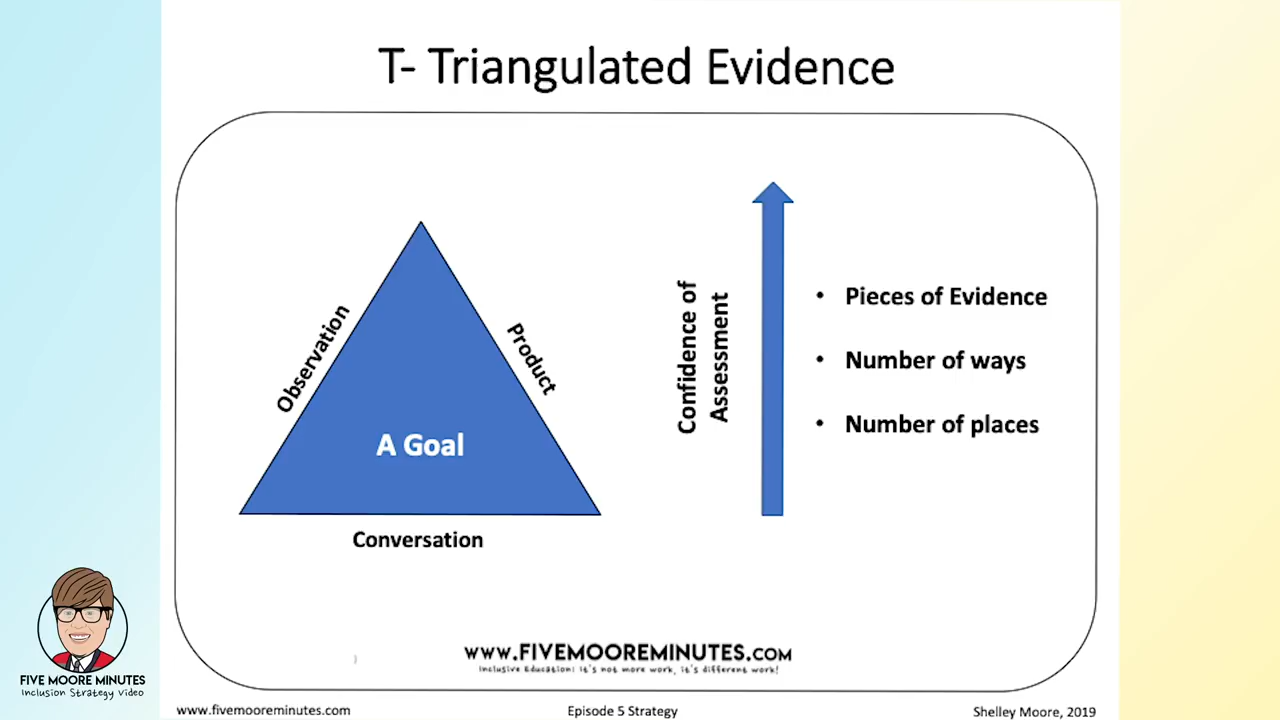 T- Triangulated Evidence
Observation
Product
A Goal
Conversation
Confidence of
Assessment
• Pieces of Evidence
• Number of ways
• Number of places
www.FIVEMOOREMINUTES.com
Inclusive Education: it's not more work, it's different work!
FIVE MOORE MINUTES
Inclusion Strategy Video
www.fivemooreminutes.com
Episode 5 Strategy
Shelley Moore, 2019